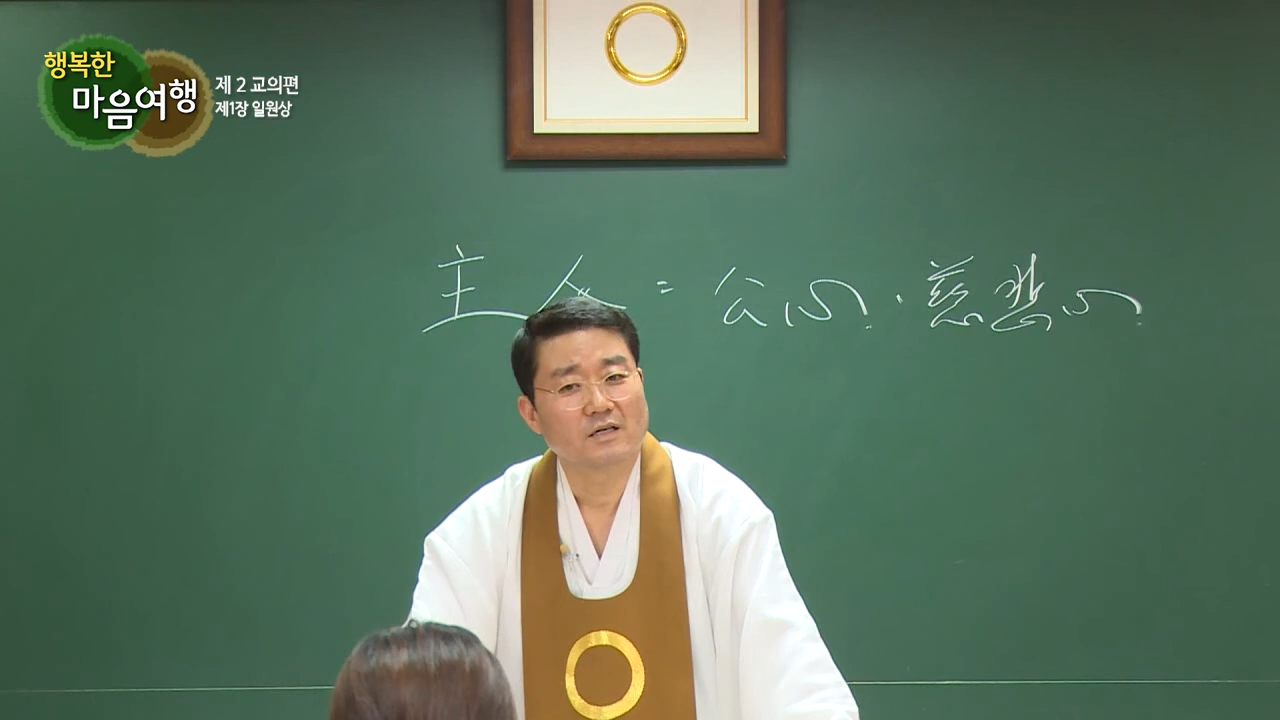 행복한
마음여행
제 2 교의편
제1장 일원상
主人 = 公心 · 慈悲心